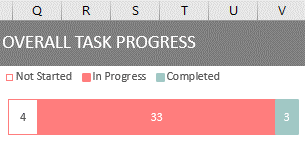 Q R S T U V
OVERALL TASK PROGRESS
Not Started In Progress Completed
4 33 3